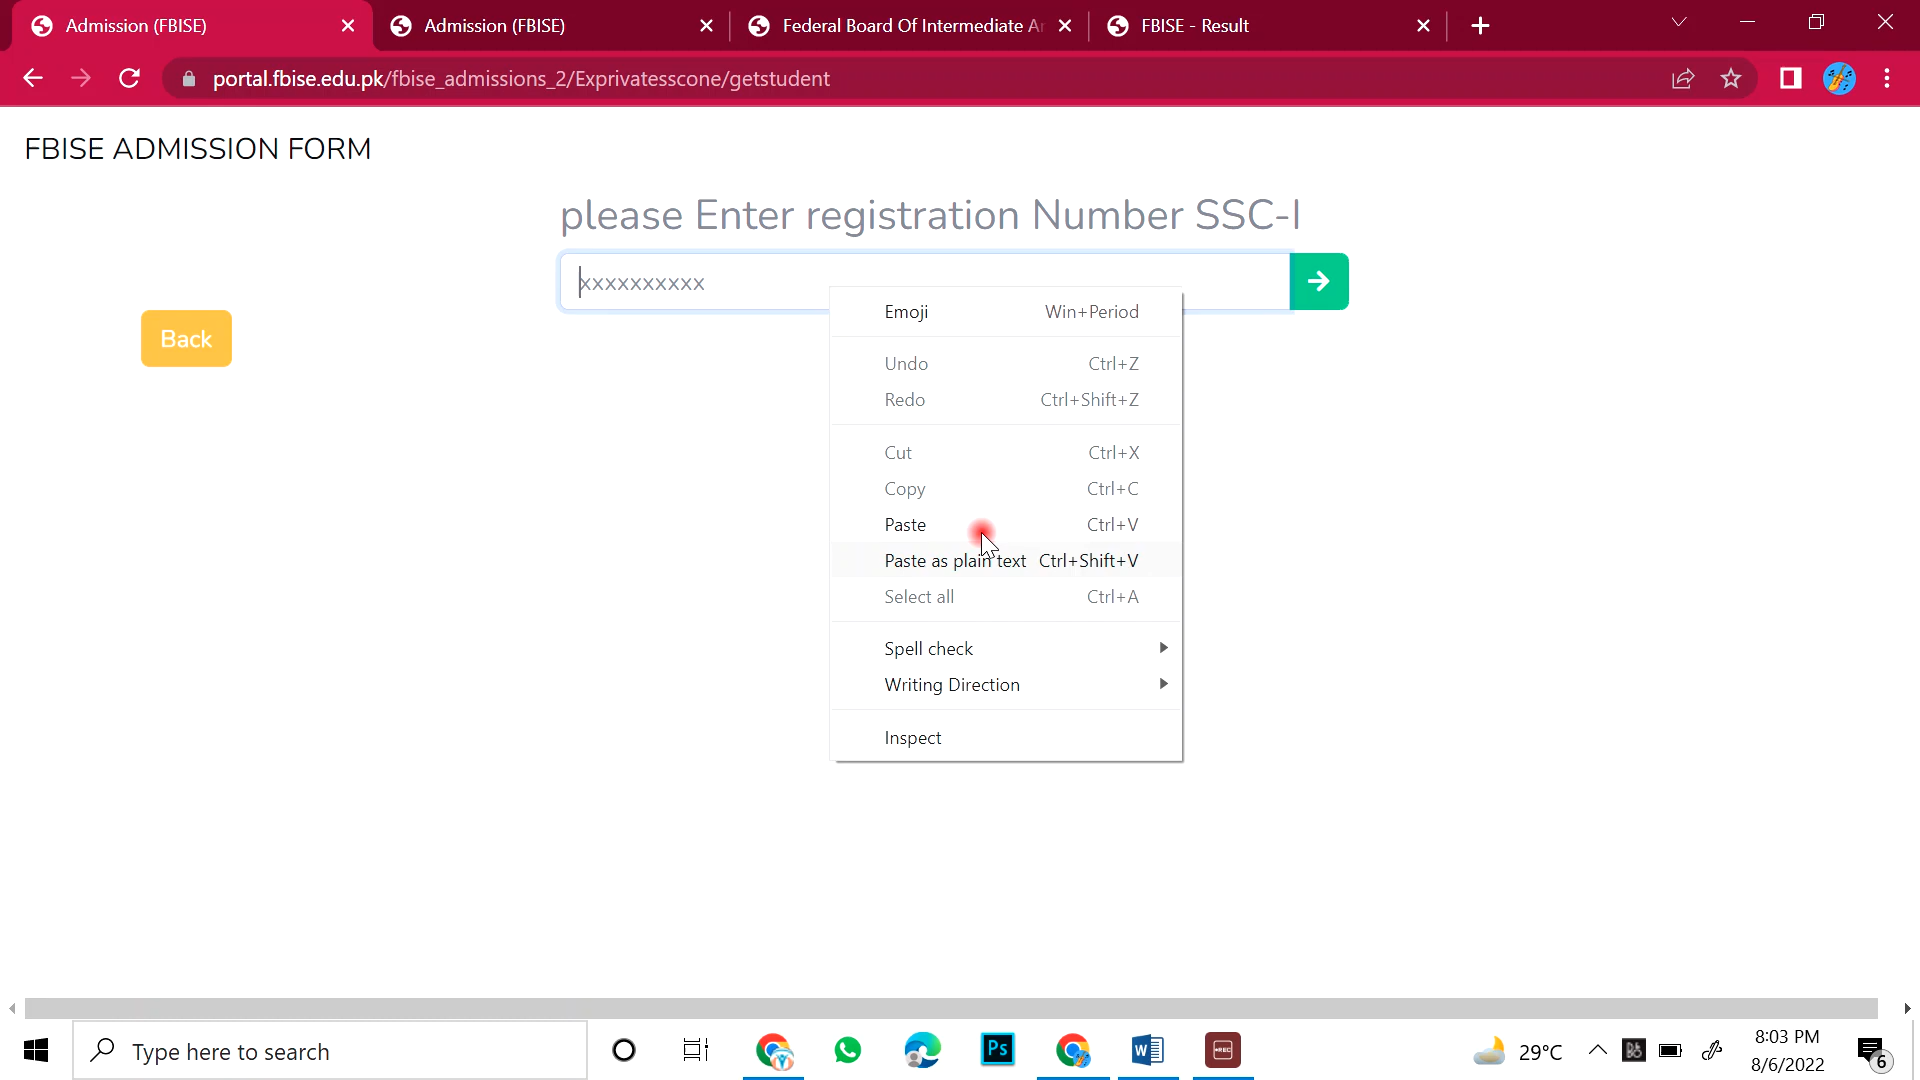 Admission (FBISE)
Admission (FBISE)
Federal Board Of Intermediate Ar
FBISE - Result
portal.fbise.edu.pk/fbise_admissions_2/Exprivatesscone/getstudent
FBISE ADMISSION FORM
please Enter registration Number SSC-I
xxxxxxxxxx
Back
Emoji Win+Period
Undo Ctrl+Z
Redo Ctrl+Shift+Z
Cut Ctrl+X
Copy Ctrl+C
Paste Ctrl+V
Paste as plain text Ctrl+Shift+V
Select all Ctrl+A
Spell check
Writing Direction
Inspect
Type here to search
Ps
W
REC
29°C
8:03 PM
8/6/2022
6